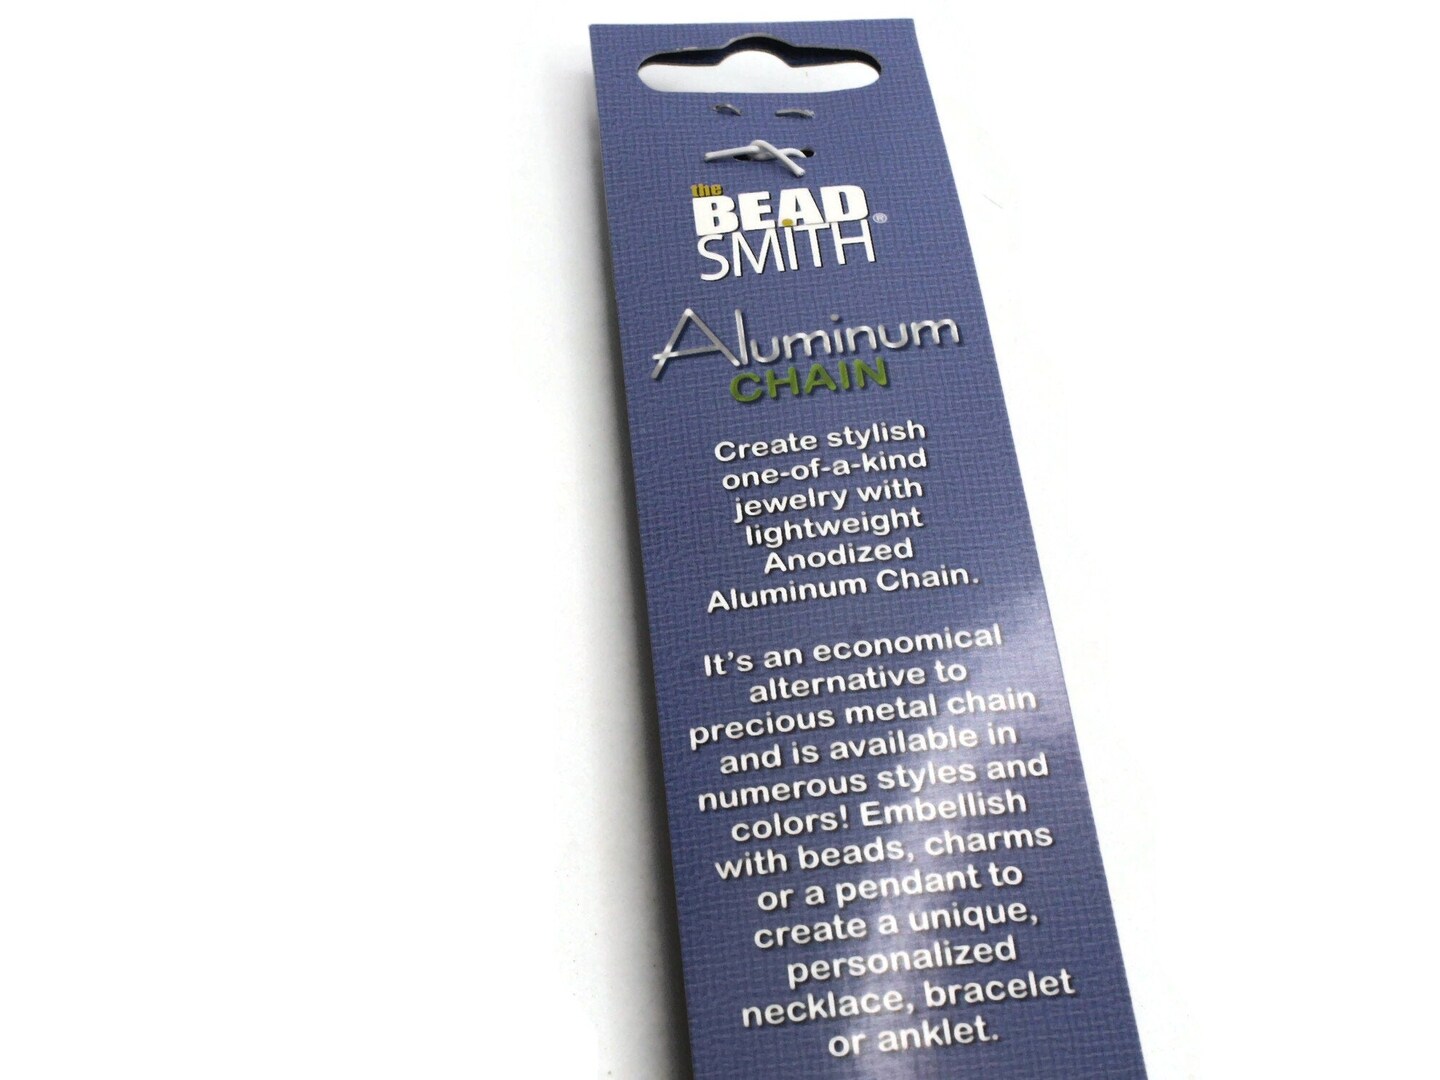 the
BEAD
SMITH®
Aluminum
CHAIN
Create stylish
one-of-a-kind
jewelry with
lightweight
Anodized
Aluminum Chain.
It's an economical
alternative to
precious metal chain
and is available in
numerous styles and
colors! Embellish
with beads, charms
or a pendant to
create a unique,
personalized
necklace, bracelet
or anklet.